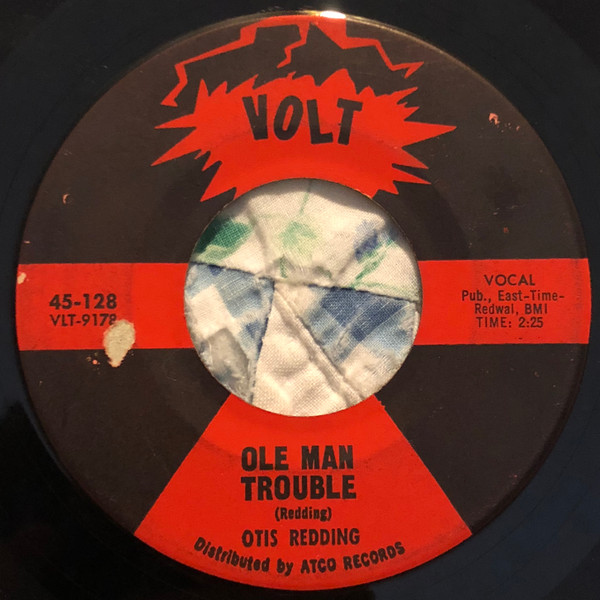 VOLT
45-128
VLT-9178
VOCAL
Pub., East-Time-
Redwal, BMI
TIME: 2:25
OLE MAN
TROUBLE
(Redding)
OTIS REDDING
Distributed by ATCO RECORDS